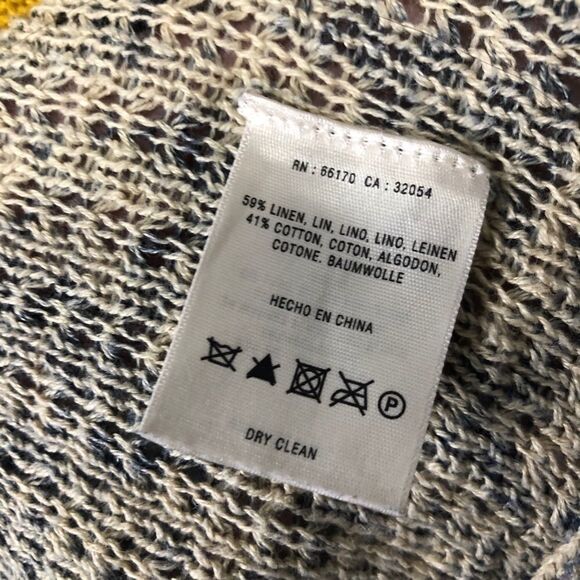 RN : 66170 CA : 32054
59% LINEN, LIN, LINO, LINO, LEINEN
41% COTTON, COTON, ALGODON,
COTONE. BAUMWOLLE
HECHO EN CHINA
P
DRY CLEAN